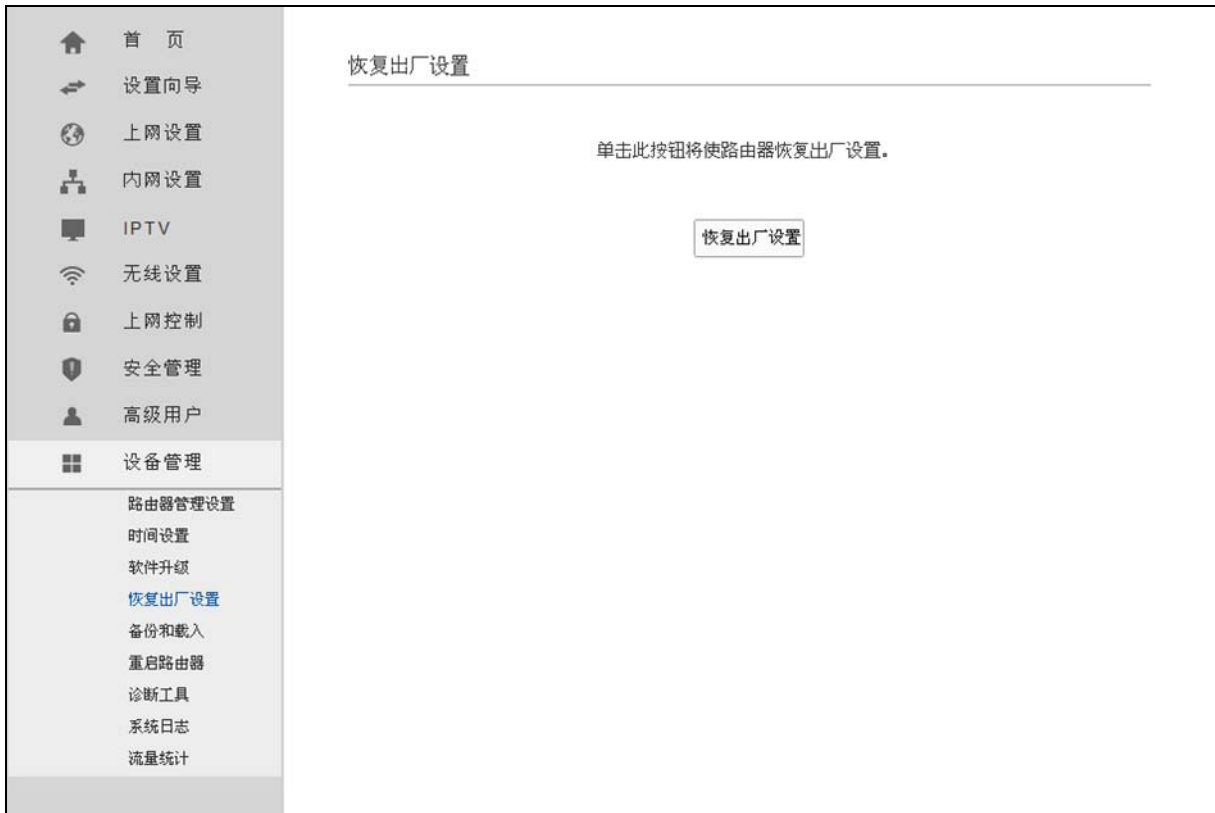 首 页
设置向导
上网设置
内网设置
IPTV
无线设置
上网控制
安全管理
高级用户
设备管理
路由器管理设置
时间设置
软件升级
恢复出厂设置
备份和载入
重启路由器
诊断工具
系统日志
流量统计
恢复出厂设置
单击此按钮将使路由器恢复出厂设置。
恢复出厂设置